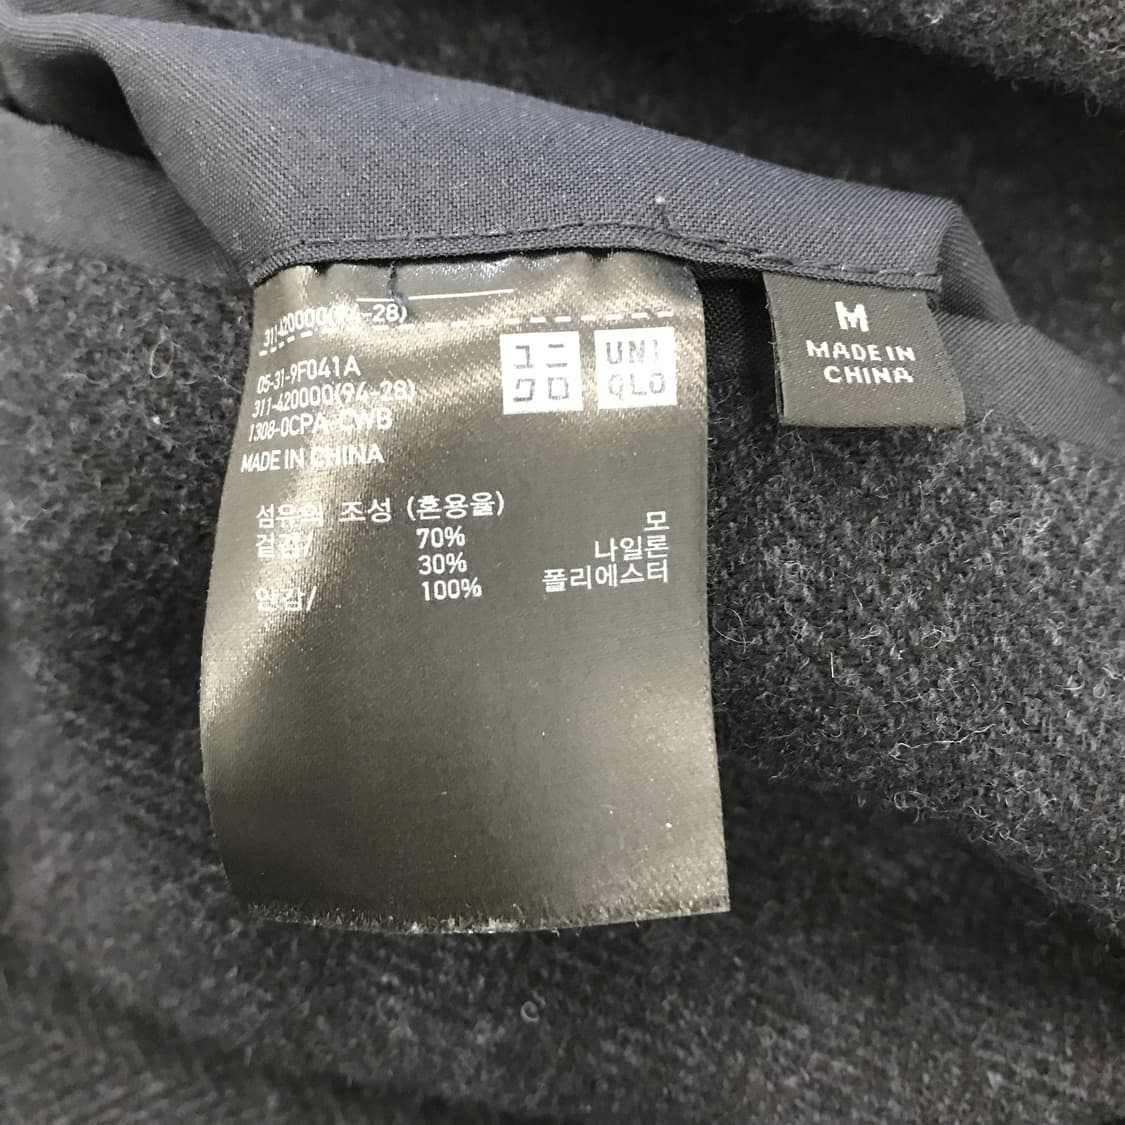 311-420000(94-28)
05-31-9F041A
311-420000(94-28)
1308-0CPA-CWB
MADE IN CHINA
ユニ
クロ
UNI
QLO
섬유의 조성 (혼용율)
겉감/ 70% 모
30% 나일론
안감/ 100% 폴리에스터
M
MADE IN
CHINA